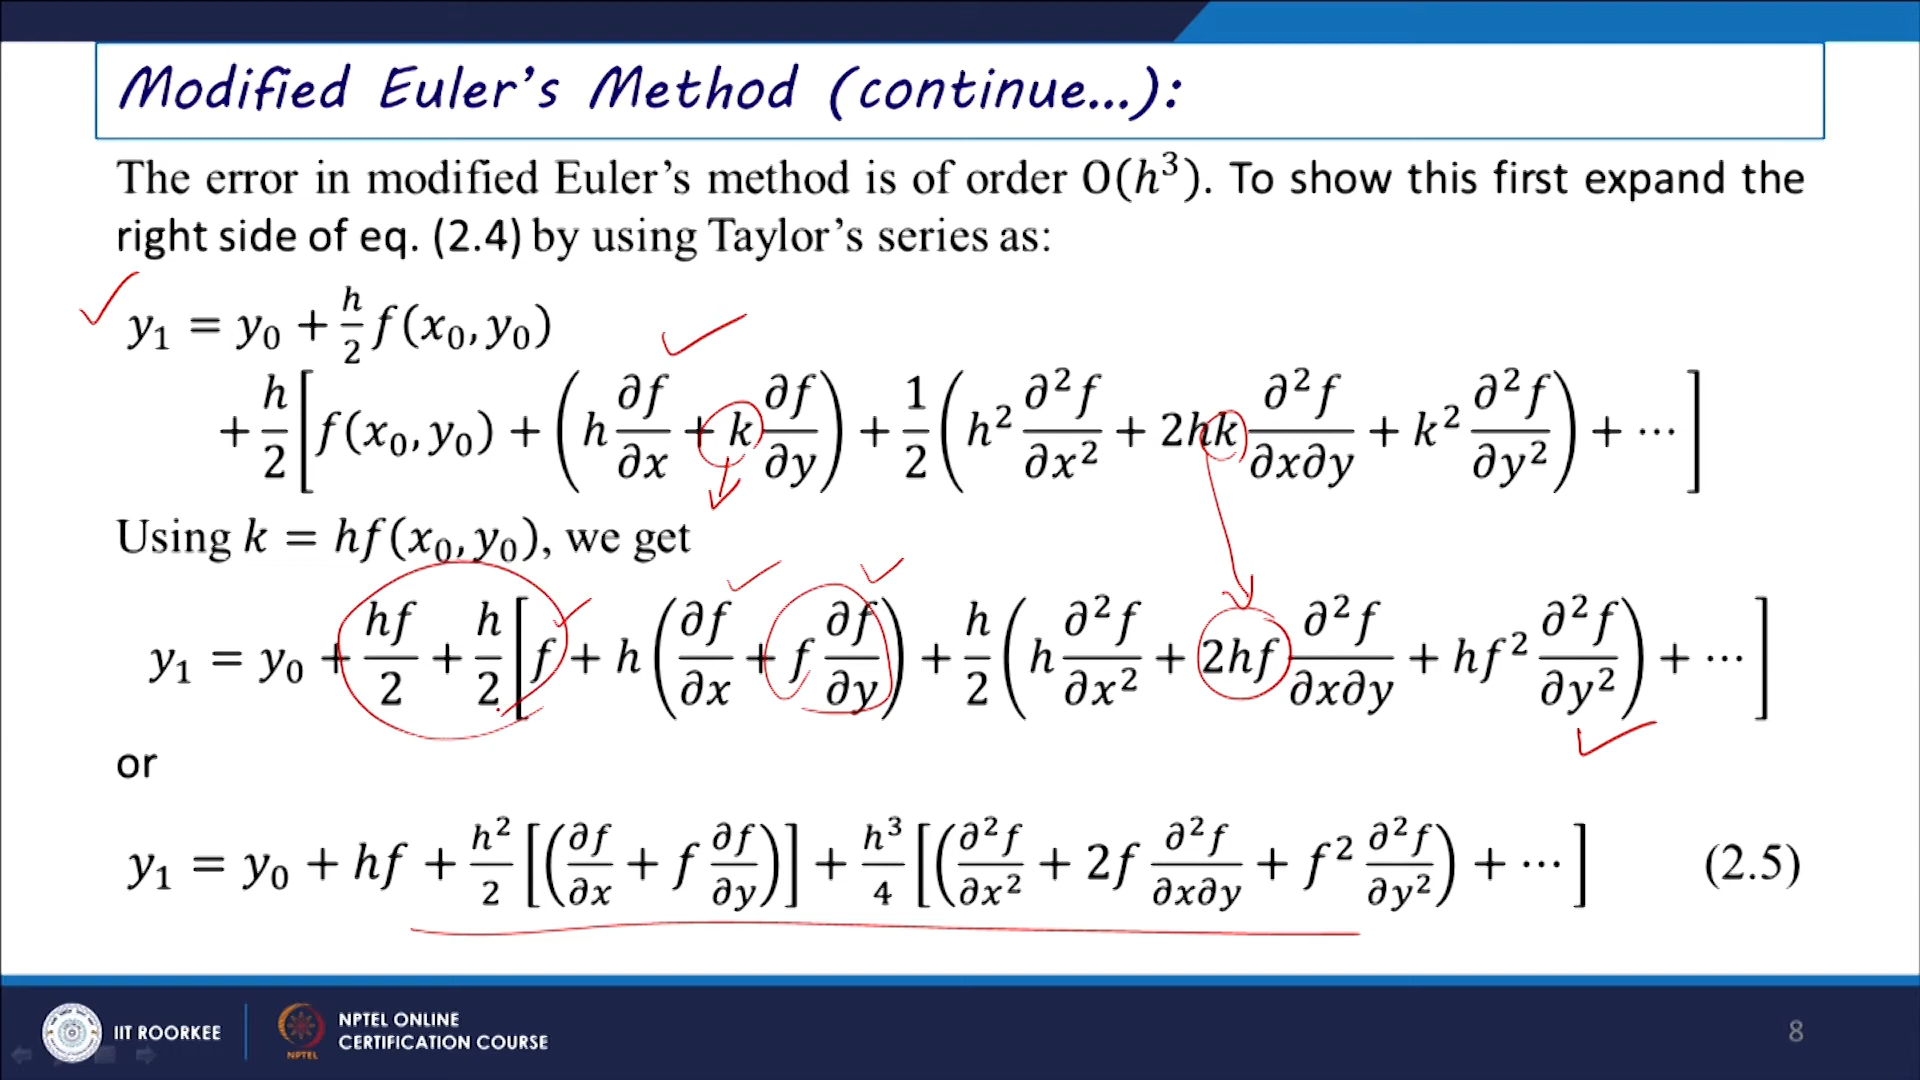 Modified Euler's Method (continue...):
The error in modified Euler's method is of order O(h³). To show this first expand the
right side of eq. (2.4) by using Taylor's series as:
y₁ = y₀ + h/2 f(x₀, y₀)
+ h/2 [f(x₀, y₀) + (h ∂f/∂x + k ∂f/∂y) + 1/2 (h² ∂²f/∂x² + 2hk ∂²f/∂x∂y + k² ∂²f/∂y²) + ⋯]
Using k = hf(x₀, y₀), we get
y₁ = y₀ + hf/2 + h/2 [f + h (∂f/∂x + f ∂f/∂y) + h/2 (h ∂²f/∂x² + 2hf ∂²f/∂x∂y + hf² ∂²f/∂y²) + ⋯]
or
y₁ = y₀ + hf + h²/2 [(∂f/∂x + f ∂f/∂y)] + h³/4 [(∂²f/∂x² + 2f ∂²f/∂x∂y + f² ∂²f/∂y²) + ⋯] (2.5)
IIT ROORKEE
NPTEL
NPTEL ONLINE
CERTIFICATION COURSE
8